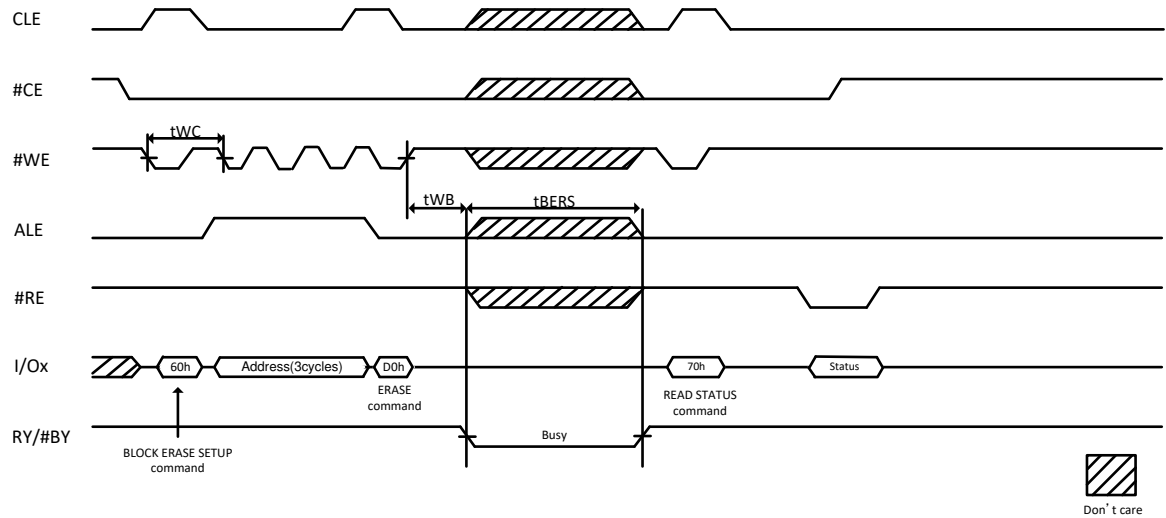 CLE
#CE
tWC
#WE
tWB
tBERS
ALE
#RE
I/Ox
60h
Address(3cycles)
D0h
70h
Status
ERASE
command
READ STATUS
command
RY/#BY
Busy
BLOCK ERASE SETUP
command
Don’t care